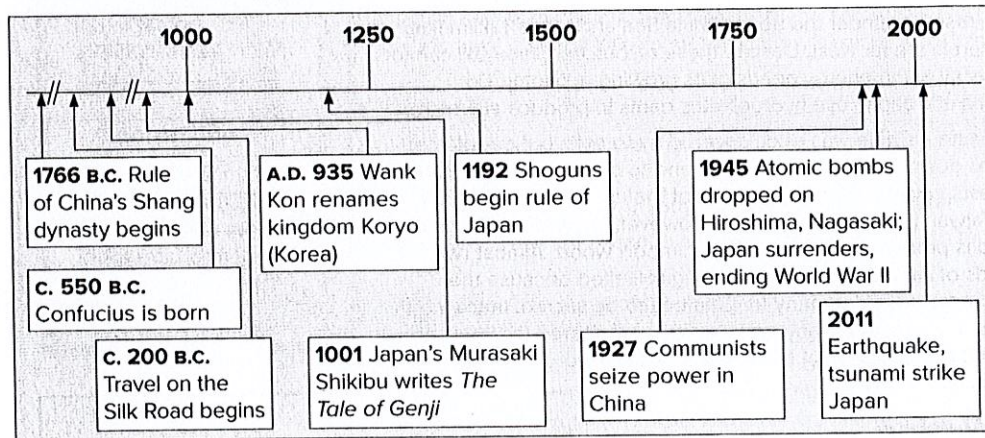 1000 1250 1500 1750 2000
1766 B.C. Rule
of China's Shang
dynasty begins
A.D. 935 Wank
Kon renames
kingdom Koryo
(Korea)
1192 Shoguns
begin rule of
Japan
1945 Atomic bombs
dropped on
Hiroshima, Nagasaki;
Japan surrenders,
ending World War II
C. 550 B.C.
Confucius is born
C. 200 B.C.
Travel on the
Silk Road begins
1001 Japan's Murasaki
Shikibu writes The
Tale of Genji
1927 Communists
seize power in
China
2011
Earthquake,
tsunami strike
Japan